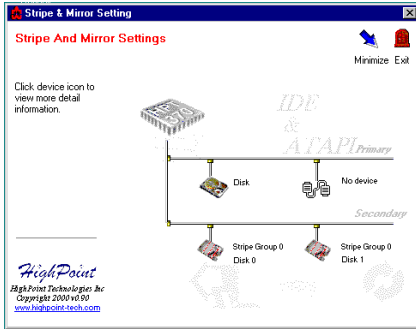 Stripe & Mirror Setting
Stripe And Mirror Settings
Minimize Exit
Click device icon to
view more detail
information.
HPT
370
IDE
&
ATAPI Primary
Disk
No device
Secondary
Stripe Group 0
Disk 0
Stripe Group 0
Disk 1
HighPoint
HighPoint Technologies Inc
Copyright 2000 v0.90
www.highpoint-tech.com